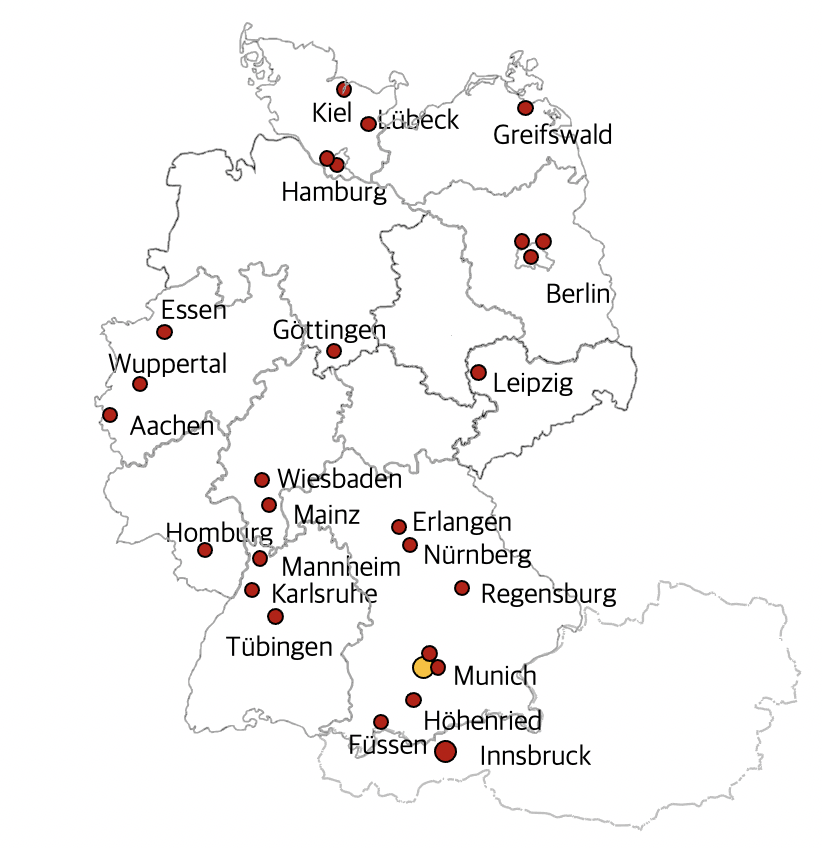 Kiel
Lübeck
Greifswald
Hamburg
Berlin
Essen
Göttingen
Wuppertal
Leipzig
Aachen
Wiesbaden
Mainz
Erlangen
Homburg
Nürnberg
Mannheim
Karlsruhe
Regensburg
Tübingen
Munich
Höhenried
Füssen
Innsbruck